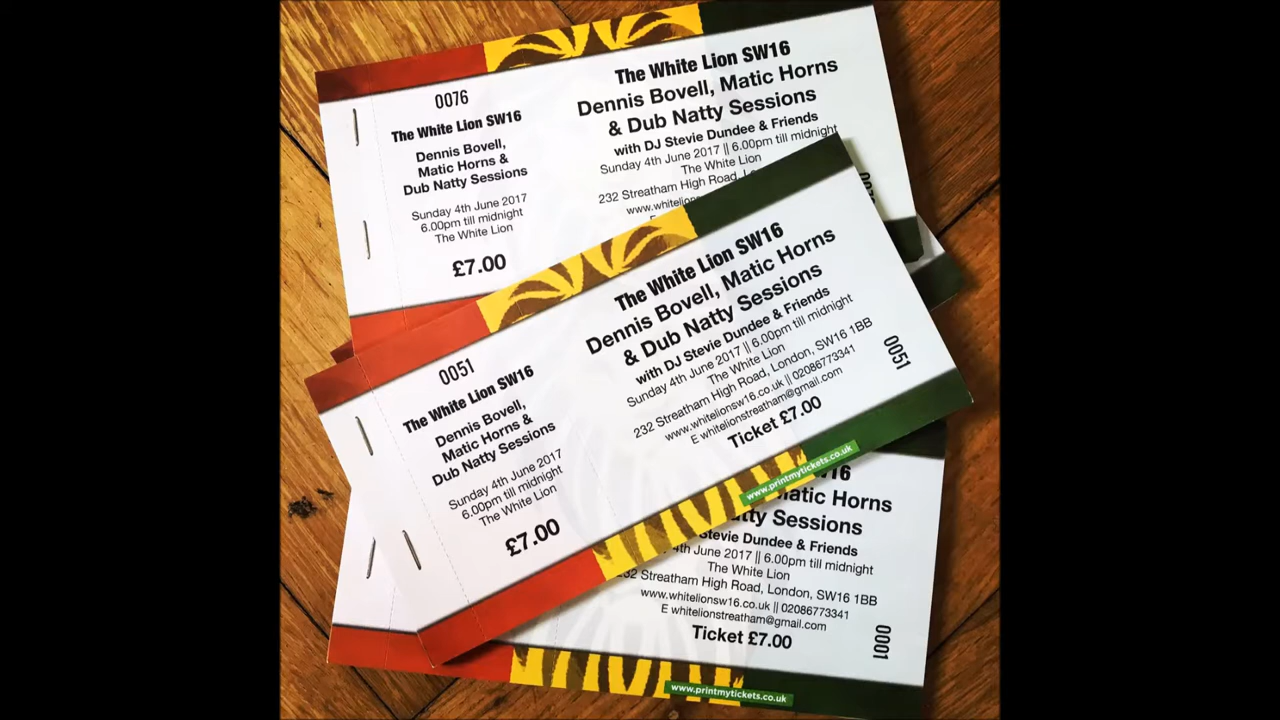 0076
The White Lion SW16
Dennis Bovell,
Matic Horns &
Dub Natty Sessions
Sunday 4th June 2017
6.00pm till midnight
The White Lion
£7.00
The White Lion SW16
Dennis Bovell, Matic Horns
& Dub Natty Sessions
with DJ Stevie Dundee & Friends
Sunday 4th June 2017 || 6.00pm till midnight
The White Lion
232 Streatham High Road
0051
The White Lion SW16
Dennis Bovell,
Matic Horns &
Dub Natty Sessions
Sunday 4th June 2017
6.00pm till midnight
The White Lion
£7.00
The White Lion SW16
Dennis Bovell, Matic Horns
& Dub Natty Sessions
with DJ Stevie Dundee & Friends
Sunday 4th June 2017 || 6.00pm till midnight
The White Lion
232 Streatham High Road, London, SW16 1BB
www.whitelionsw16.co.uk || 02086773341
E whitelionstreatham@gmail.com
Ticket £7.00
0051
www.printmytickets.co.uk
Horns
Sessions
Stevie Dundee & Friends
4th June 2017 || 6.00pm till midnight
The White Lion
Streatham High Road, London, SW16 1BB
www.whitelionsw16.co.uk || 02086773341
E whitelionstreatham@gmail.com
Ticket £7.00
0001
www.printmytickets.co.uk